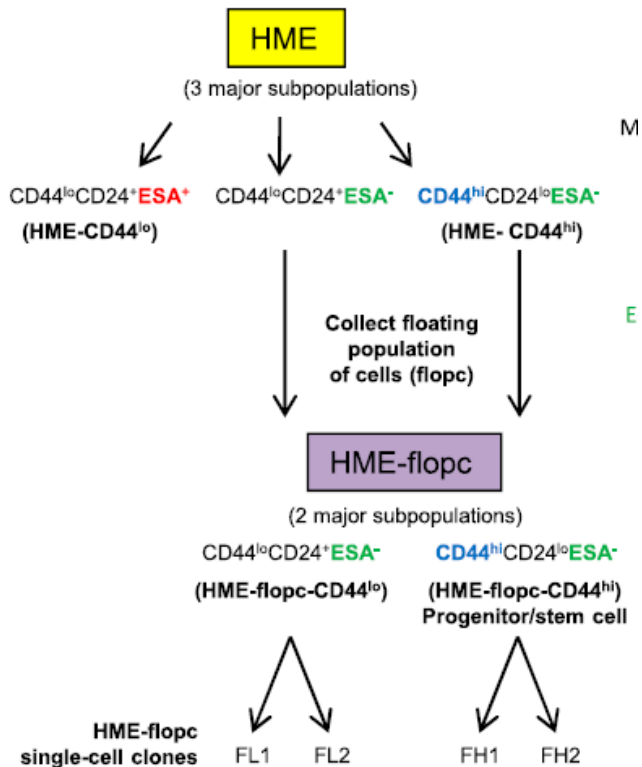 HME
(3 major subpopulations)
M
CD44ˡᵒCD24⁺ESA⁺ CD44ˡᵒCD24⁺ESA⁻ CD44ʰⁱCD24ˡᵒESA⁻
(HME-CD44ˡᵒ) (HME- CD44ʰⁱ)
E
Collect floating
population
of cells (flopc)
HME-flopc
(2 major subpopulations)
CD44ˡᵒCD24⁺ESA⁻ CD44ʰⁱCD24ˡᵒESA⁻
(HME-flopc-CD44ˡᵒ) (HME-flopc-CD44ʰⁱ)
Progenitor/stem cell
HME-flopc
single-cell clones FL1 FL2 FH1 FH2